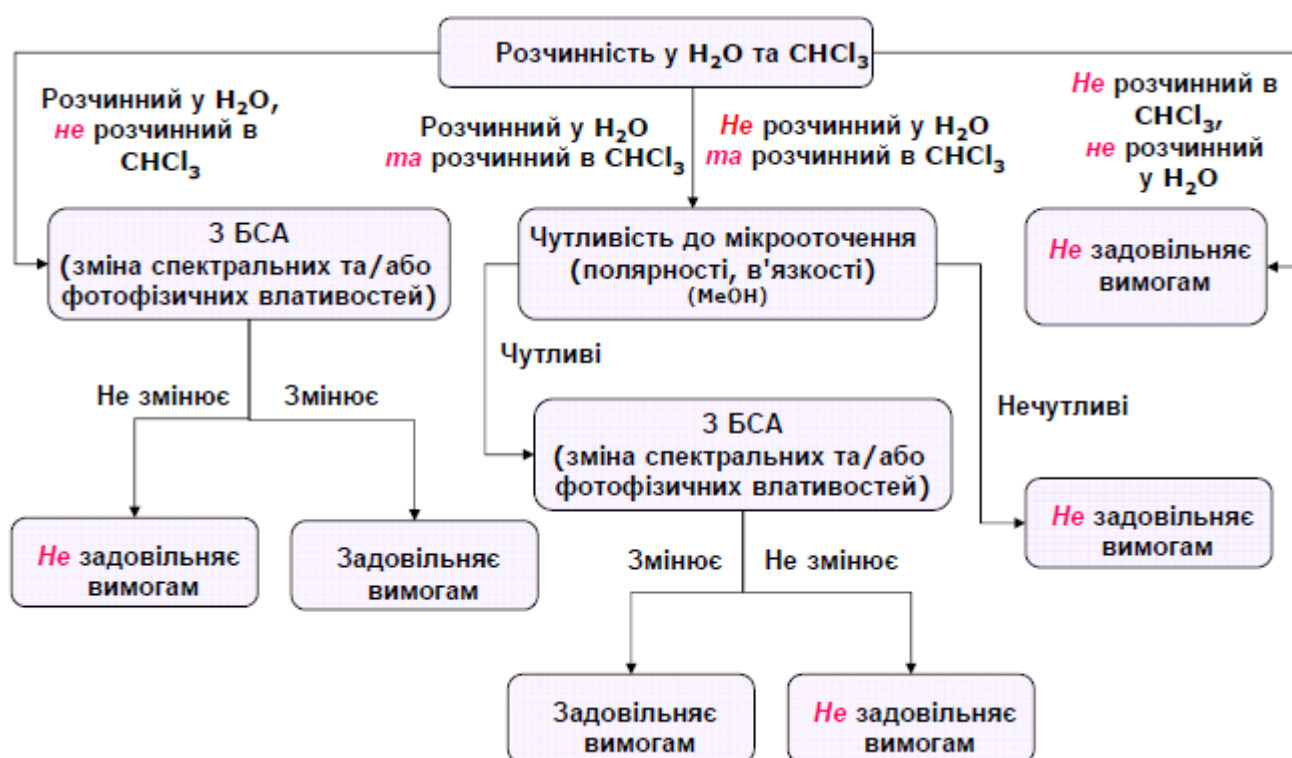 Розчинність у H₂O та CHCl₃
Розчинний у H₂O,
не розчинний в
CHCl₃
Розчинний у H₂O
та розчинний в CHCl₃
Не розчинний у H₂O
та розчинний в CHCl₃
Не розчинний в
CHCl₃,
не розчинний
у H₂O
З БСА
(зміна спектральних та/або
фотофізичних влативостей)
Чутливість до мікрооточення
(полярності, в'язкості)
(MeOH)
Не задовільняє
вимогам
Чутливі
Нечутливі
Не змінює
Змінює
З БСА
(зміна спектральних та/або
фотофізичних влативостей)
Не задовільняє
вимогам
Задовільняє
вимогам
Не задовільняє
вимогам
Змінює
Не змінює
Задовільняє
вимогам
Не задовільняє
вимогам